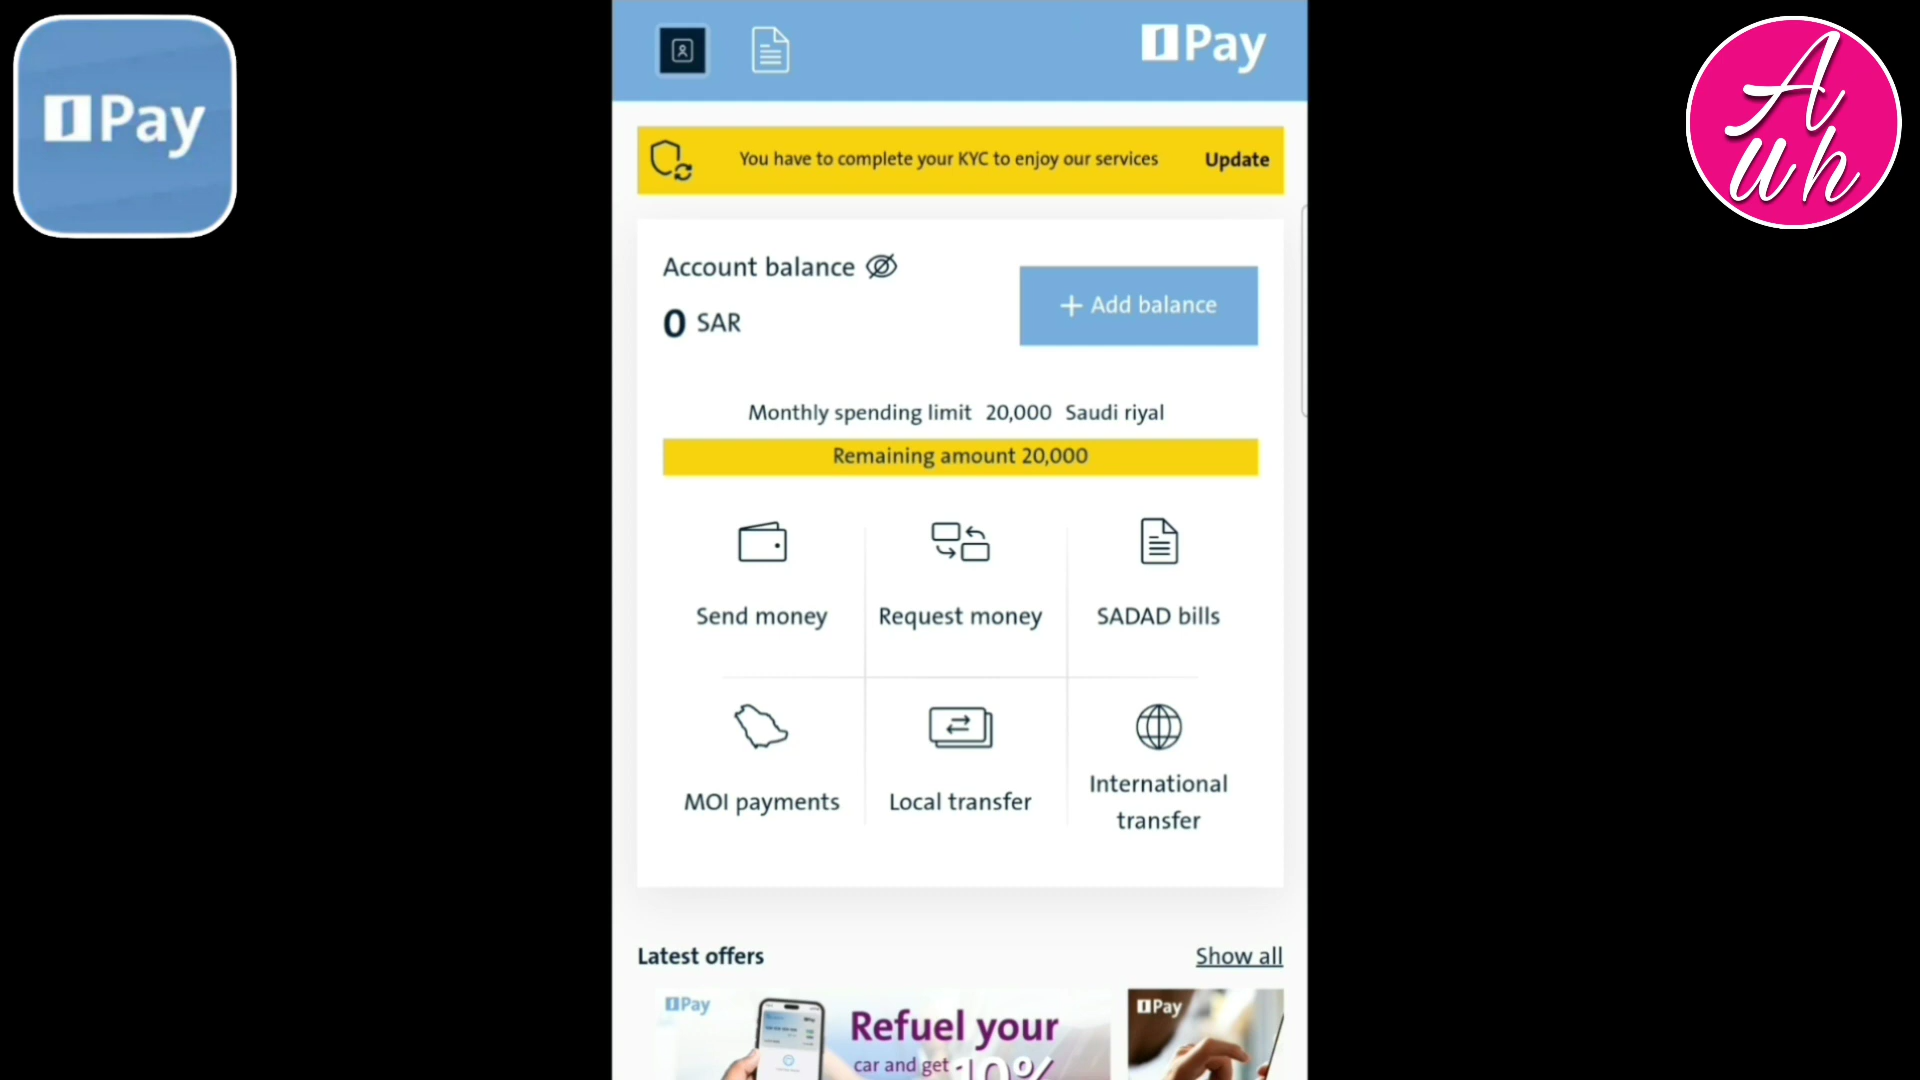 Pay
Pay
A
uh
You have to complete your KYC to enjoy our services
Update
Account balance
0 SAR
+ Add balance
Monthly spending limit 20,000 Saudi riyal
Remaining amount 20,000
Send money
Request money
SADAD bills
MOI payments
Local transfer
International
transfer
Latest offers
Show all
Pay
Refuel your
car and get 10%
Pay